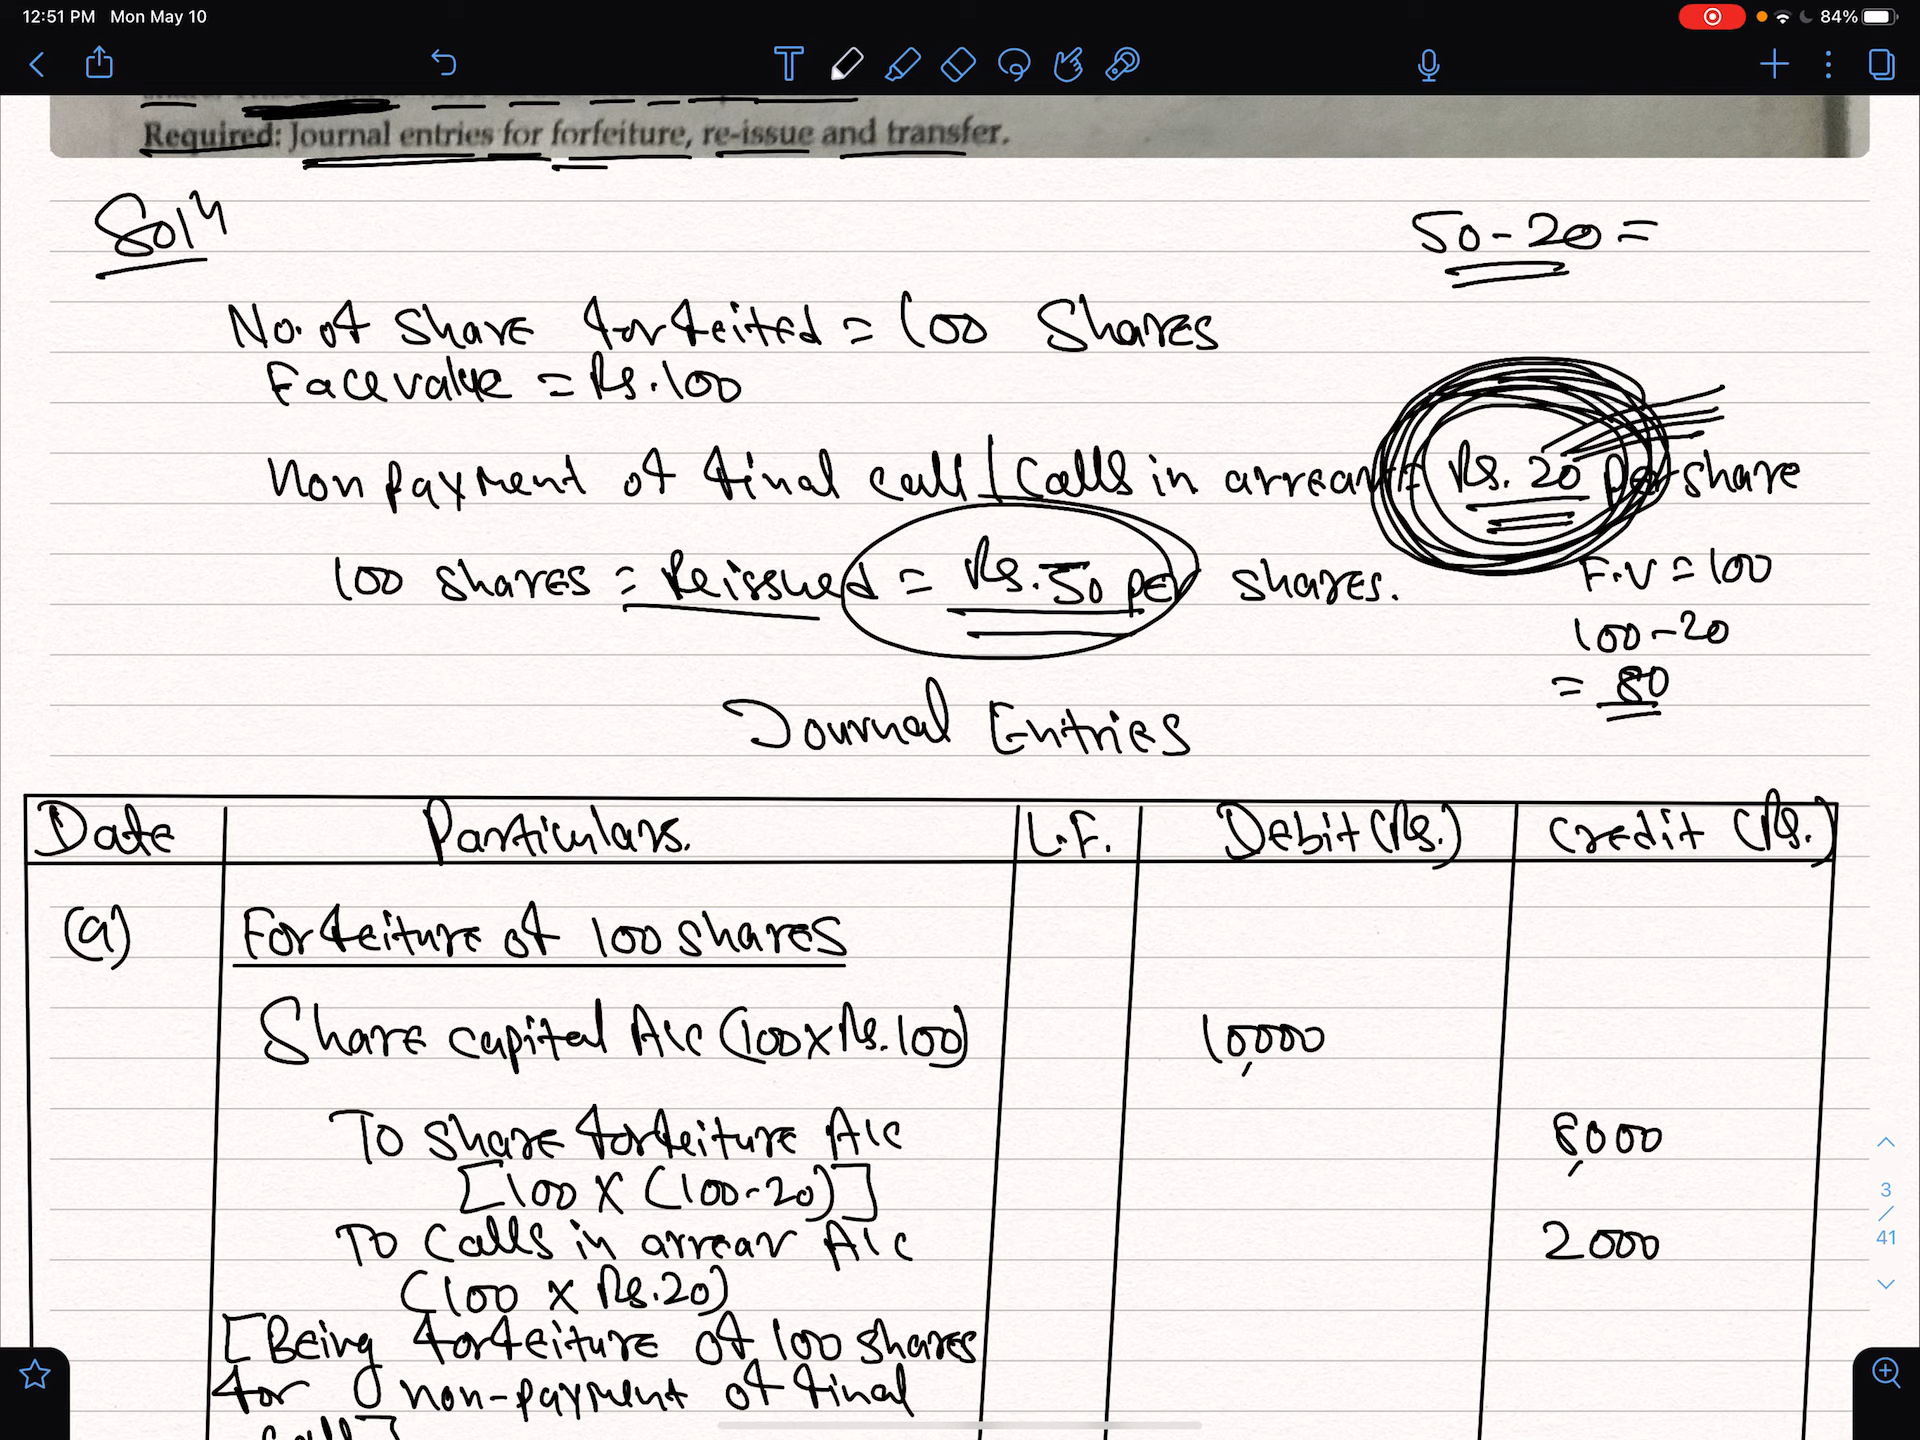 12:51 PM Mon May 10
84%
Required: Journal entries for forfeiture, re-issue and transfer.
Solⁿ
50-20=
No. of share forfeited = 100 Shares
Face value = Rs.100
Non payment of final call / Calls in arrear = Rs. 20 per share
100 shares = Reissued = Rs. 50 per shares.
F.V = 100
100-20
= 80
Journal Entries
Date Particulars. L.F. Debit (Rs.) Credit (Rs.)
(a) Forfeiture of 100 shares
Share capital A/c (100xRs.100) 10,000
To share forfeiture A/c 8,000
[100 X (100-20)]
To Calls in arrear A/c 2000
(100 x Rs.20)
[Being forfeiture of 100 shares
for non-payment of final
call]
3
/
41